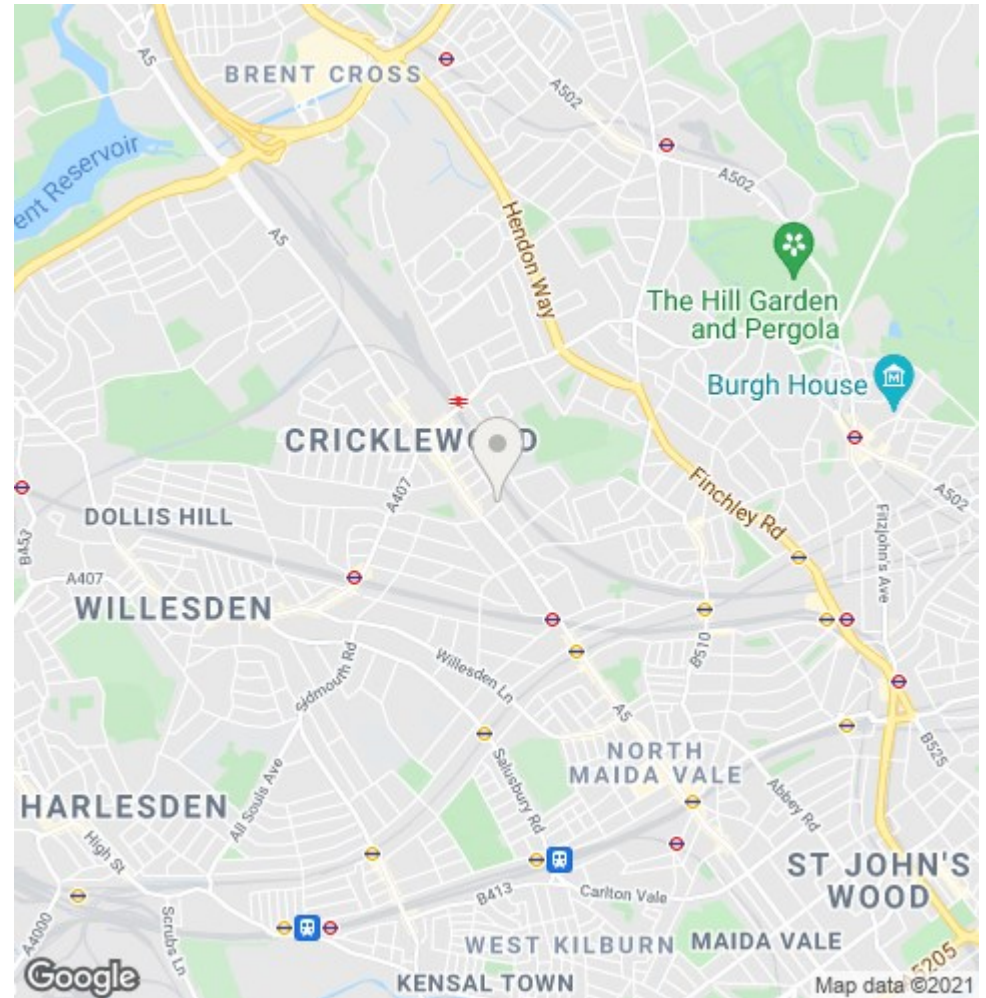 A5
BRENT CROSS
A502
ent Reservoir
A502
A5
Hendon Way
The Hill Garden
and Pergola
Burgh House
CRICKLEW D
A407
Finchley Rd
A502
DOLLIS HILL
Fitzjohn's Ave
B453
A407
WILLESDEN
B510
Sidmouth Rd
Willesden Ln
A5
B525
NORTH
MAIDA VALE
Salusbury Rd
Abbey Rd
All Souls Ave
HARLESDEN
High St
ST JOHN'S
WOOD
B413
Carlton Vale
A4000
Scrubs Ln
WEST KILBURN
MAIDA VALE
5205
KENSAL TOWN
Google
Map data ©2021